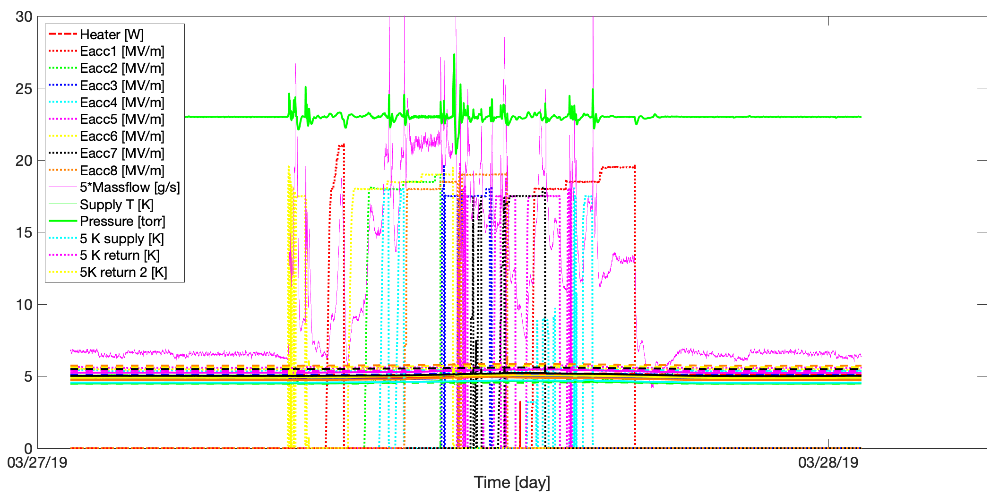 30
25
20
15
10
5
0
Heater [W]
Eacc1 [MV/m]
Eacc2 [MV/m]
Eacc3 [MV/m]
Eacc4 [MV/m]
Eacc5 [MV/m]
Eacc6 [MV/m]
Eacc7 [MV/m]
Eacc8 [MV/m]
5*Massflow [g/s]
Supply T [K]
Pressure [torr]
5 K supply [K]
5 K return [K]
5K return 2 [K]
03/27/19
03/28/19
Time [day]